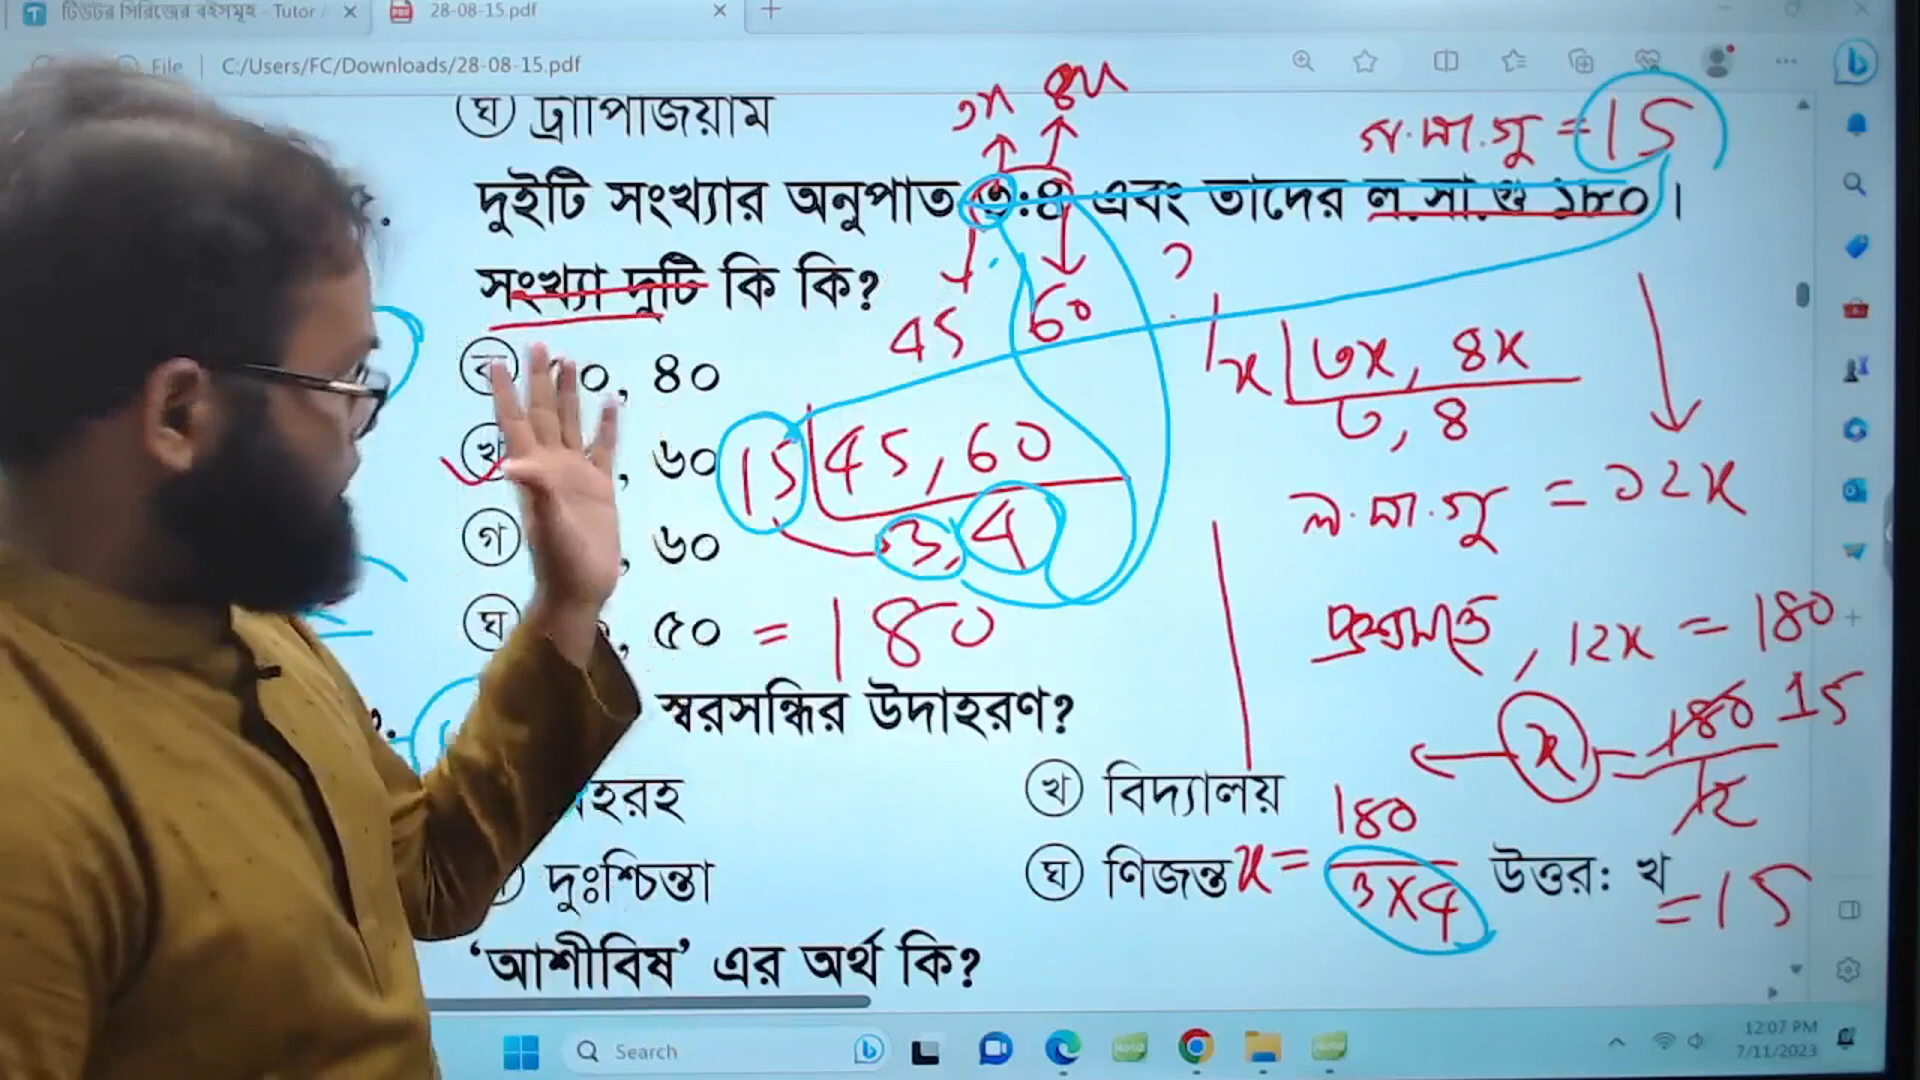 টিউটর সিরিজের বইসমূহ - Tutor
28-08-15.pdf
File | C:/Users/FC/Downloads/28-08-15.pdf
ঘ ট্রাপিজিয়াম
৩x ৪x
গ.সা.গু = 15
দুইটি সংখ্যার অনুপাত ৩:৪ এবং তাদের ল.সা.গু ১৮০।
সংখ্যা দুটি কি কি?
45 60 ?
x | ৩x, ৪x
৩, ৪
০, ৪০
খ , ৬০
15 | 45, 60
3, 4
গ , ৬০
ল.সা.গু = ১২x
ঘ , ৫০ = 180
প্রশ্নমতে, 12x = 180
x = 180 15
12
স্বরসন্ধির উদাহরণ?
হরহ
খ বিদ্যালয়
দুঃশ্চিন্তা
ঘ ণিজন্ত
x = 180
3x4
= 15
উত্তর: খ
‘আশীবিষ’ এর অর্থ কি?
Search
12:07 PM
7/11/2023